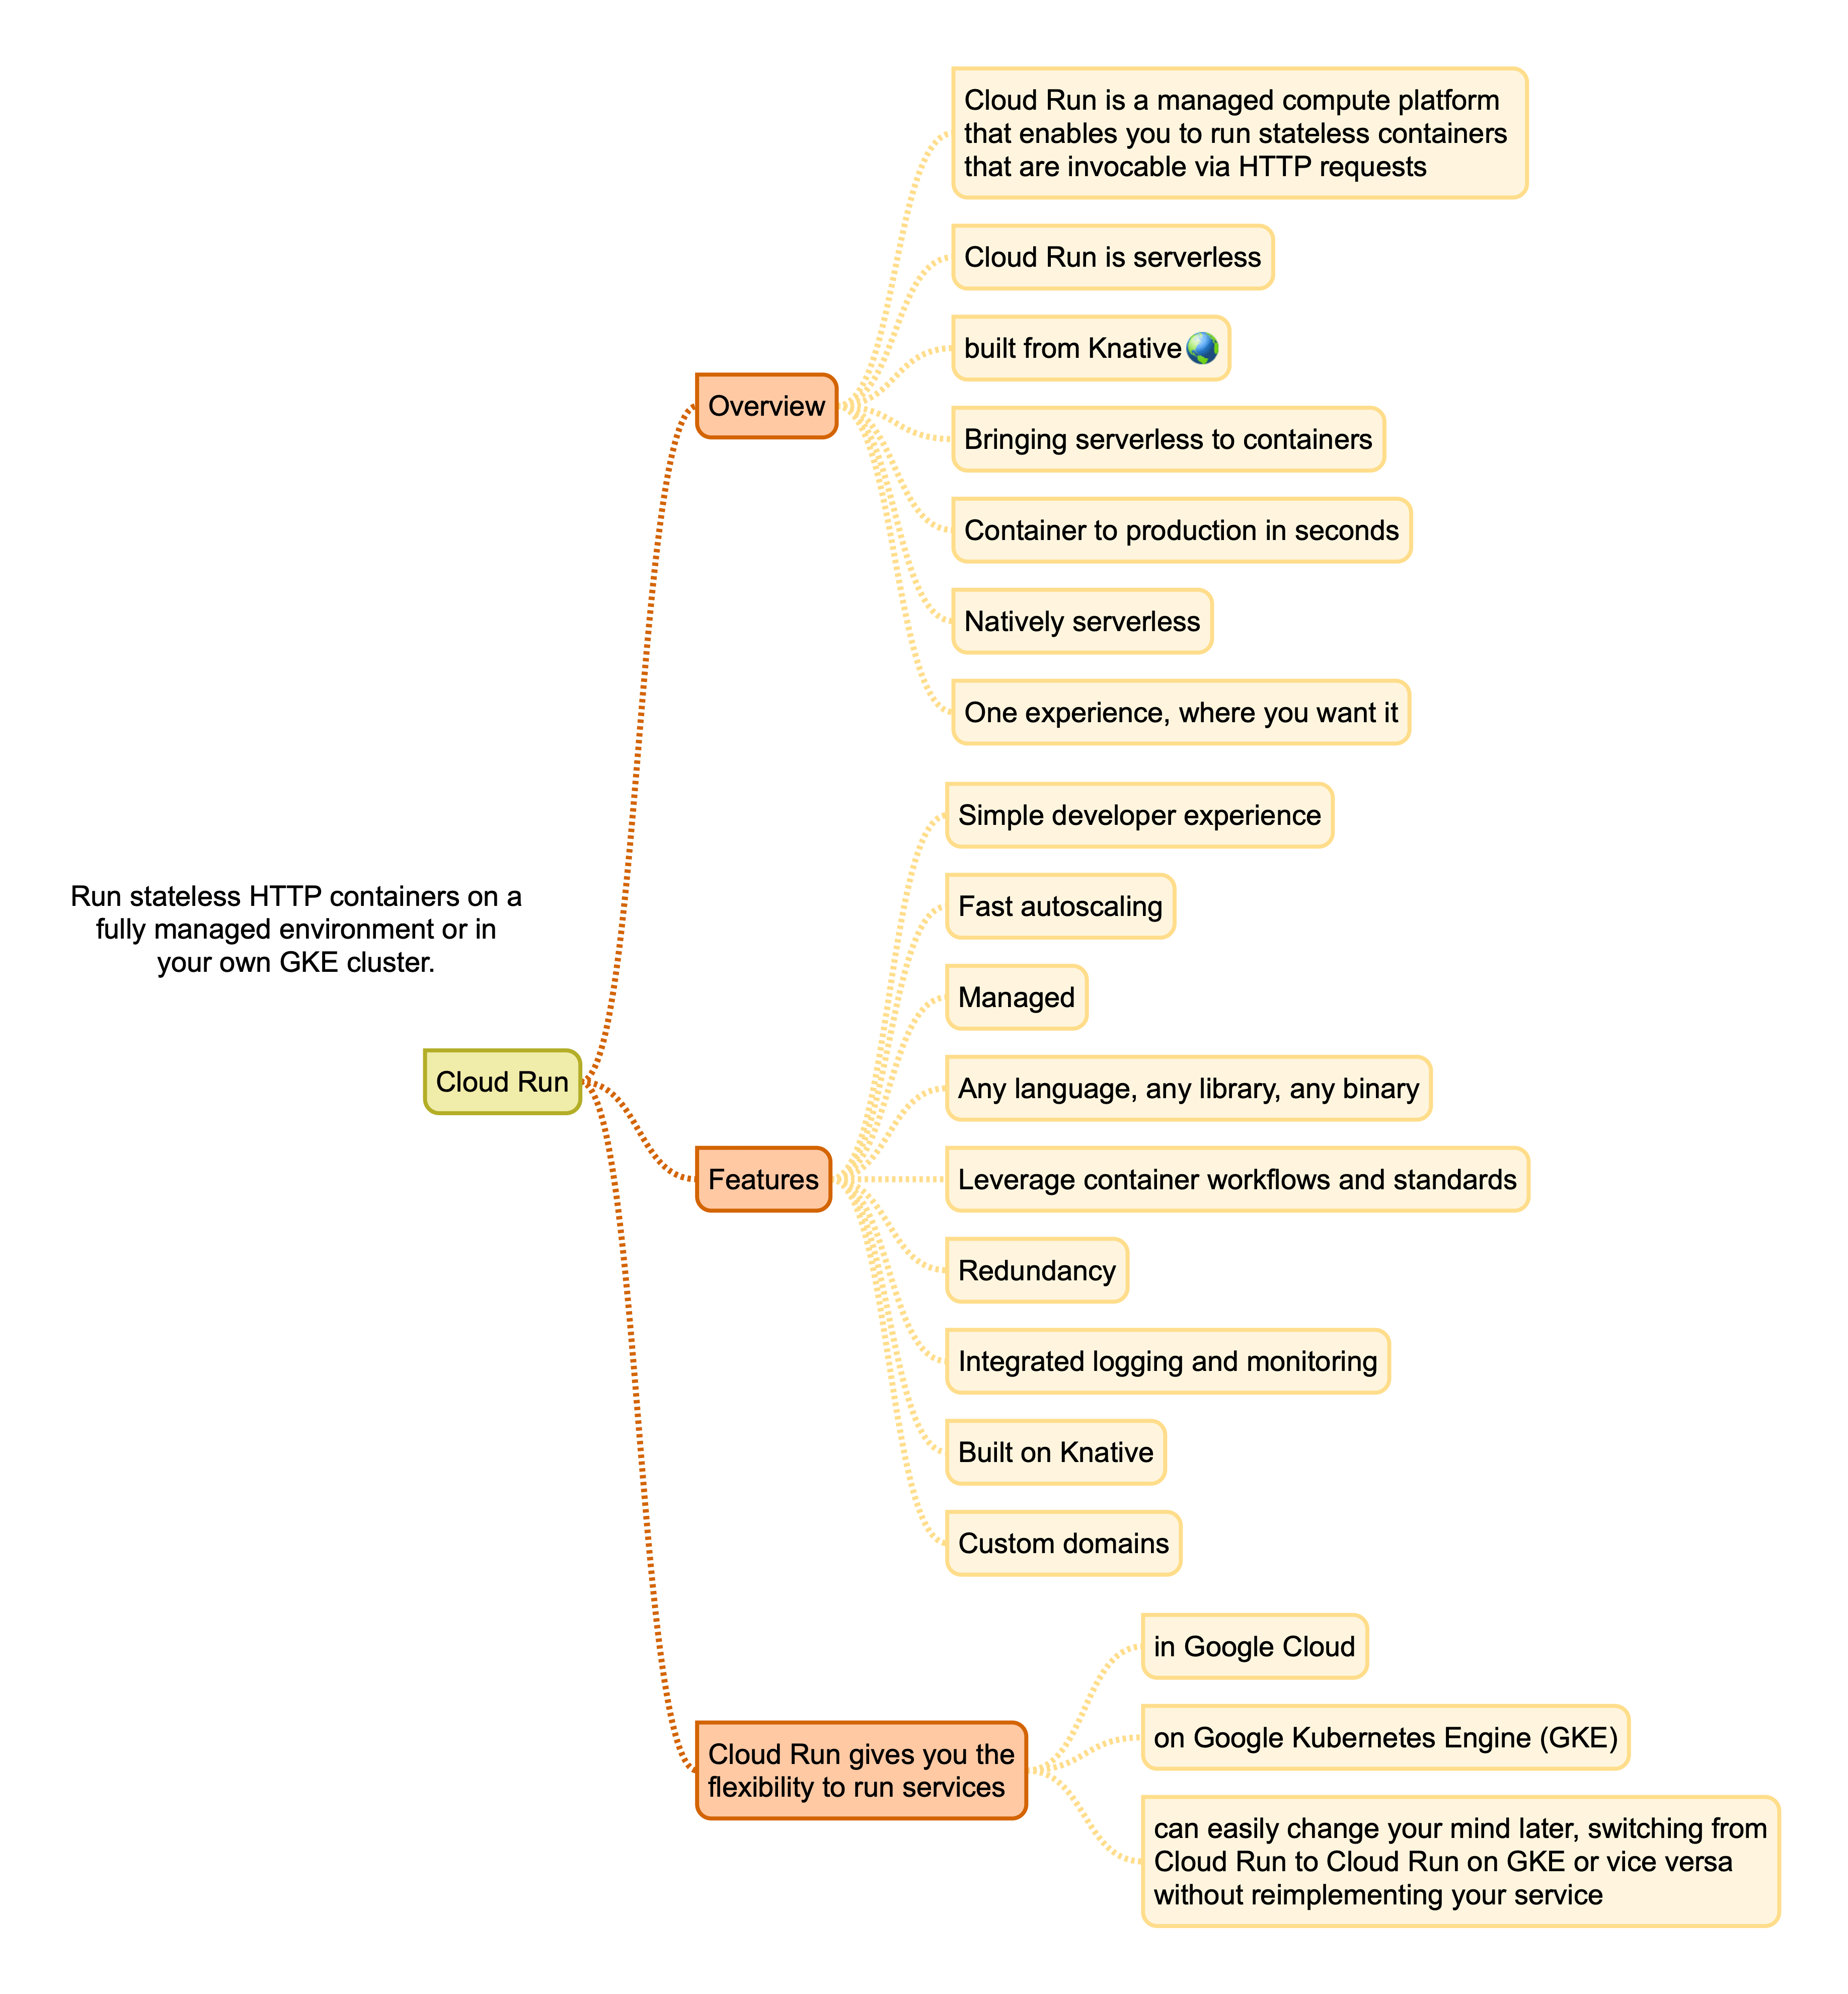 Cloud Run is a managed compute platform
that enables you to run stateless containers
that are invocable via HTTP requests
Cloud Run is serverless
built from Knative
Overview
Bringing serverless to containers
Container to production in seconds
Natively serverless
One experience, where you want it
Simple developer experience
Run stateless HTTP containers on a
fully managed environment or in
your own GKE cluster.
Fast autoscaling
Managed
Cloud Run
Any language, any library, any binary
Features
Leverage container workflows and standards
Redundancy
Integrated logging and monitoring
Built on Knative
Custom domains
in Google Cloud
Cloud Run gives you the
flexibility to run services
on Google Kubernetes Engine (GKE)
can easily change your mind later, switching from
Cloud Run to Cloud Run on GKE or vice versa
without reimplementing your service